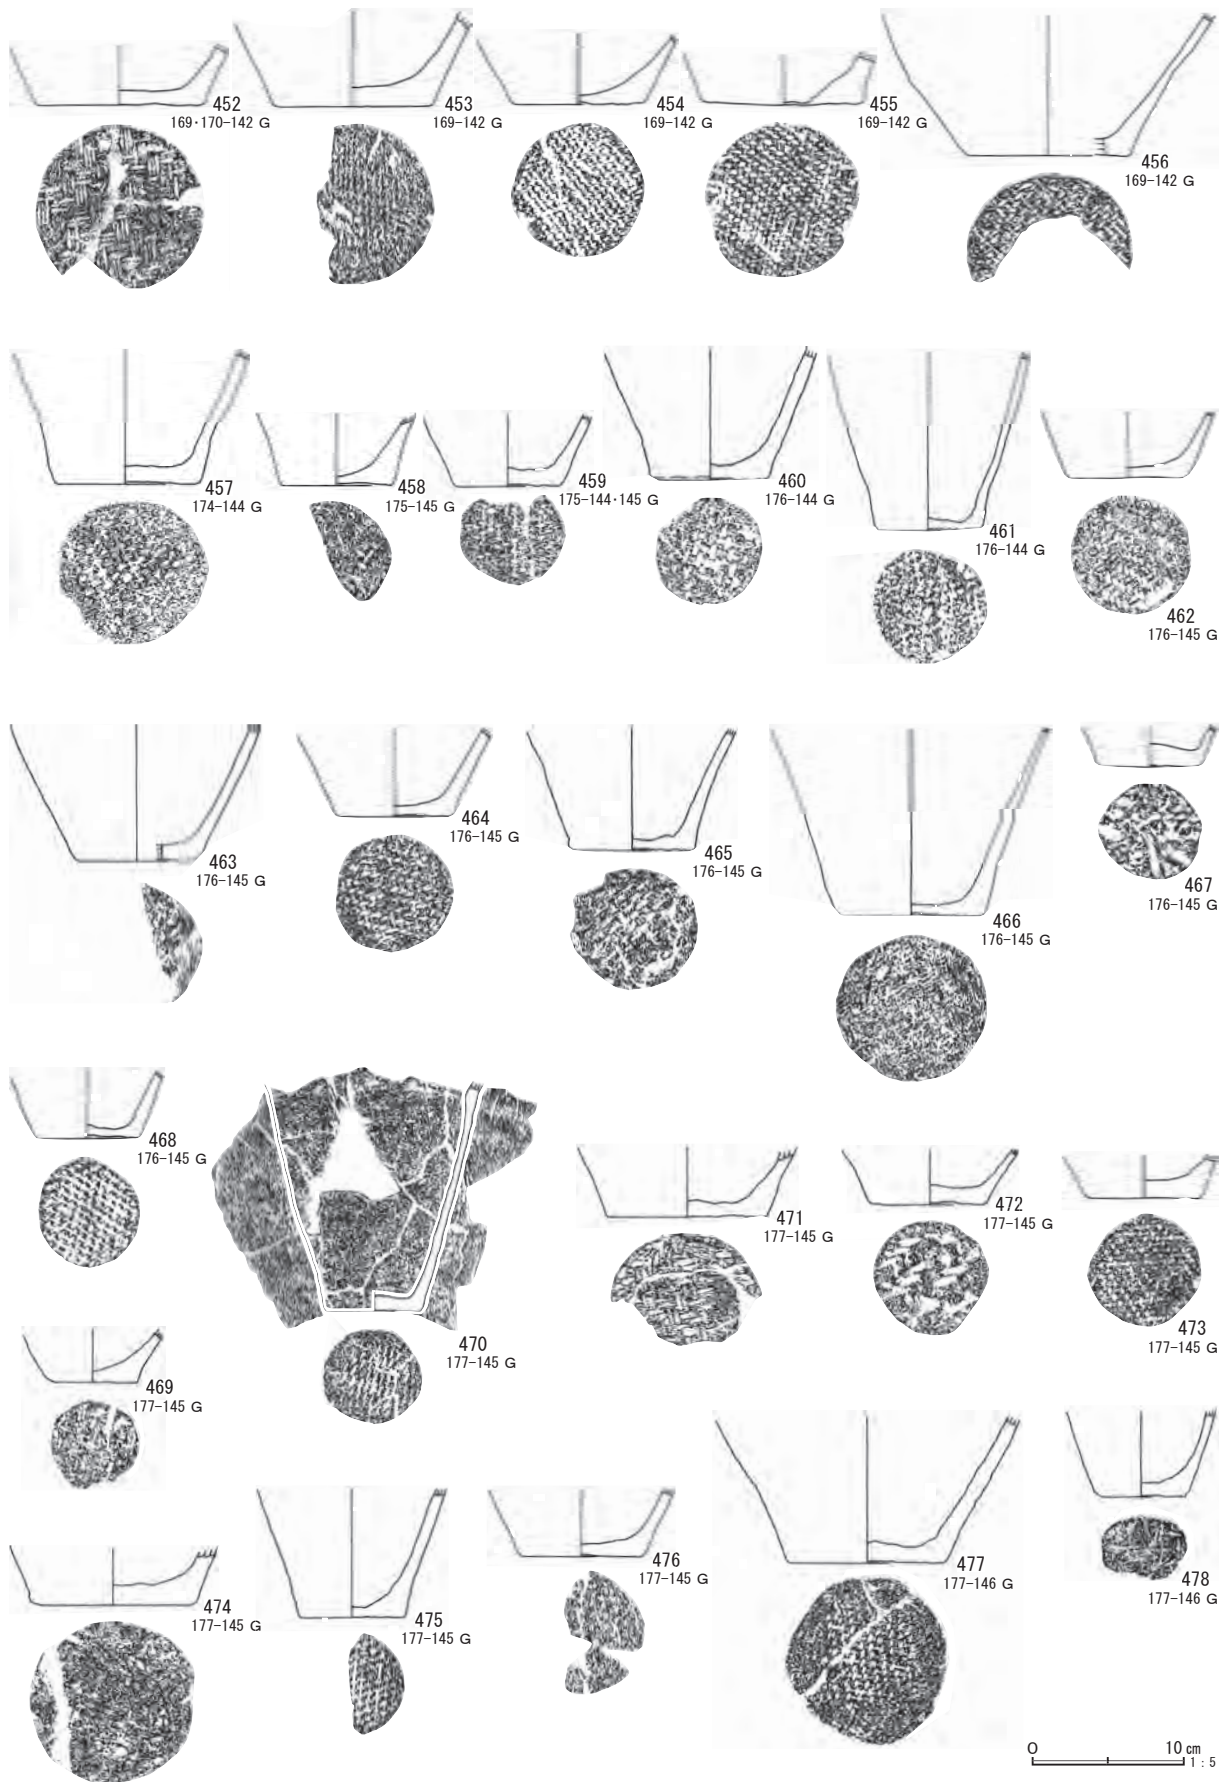 452
169・170-142 G
453
169-142 G
454
169-142 G
455
169-142 G
456
169-142 G
457
174-144 G
458
175-145 G
459
175-144・145 G
460
176-144 G
461
176-144 G
462
176-145 G
463
176-145 G
464
176-145 G
465
176-145 G
466
176-145 G
467
176-145 G
468
176-145 G
469
177-145 G
470
177-145 G
471
177-145 G
472
177-145 G
473
177-145 G
474
177-145 G
475
177-145 G
476
177-145 G
477
177-146 G
478
177-146 G
0 10 cm
1:5